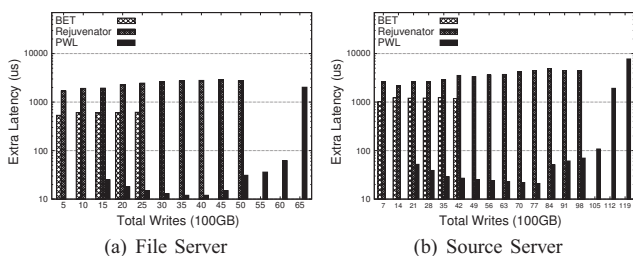 BET
Rejuvenator
PWL
10000
1000
100
10
Extra Latency (us)
5 10 15 20 25 30 35 40 45 50 55 60 65
Total Writes (100GB)
(a) File Server
BET
Rejuvenator
PWL
10000
1000
100
10
Extra Latency (us)
7 14 21 28 35 42 49 56 63 70 77 84 91 98 105 112 119
Total Writes (100GB)
(b) Source Server